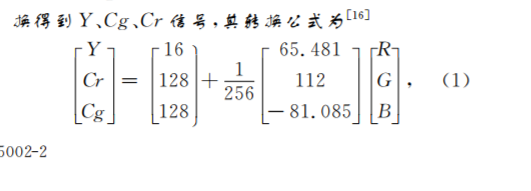 换得到 Y、Cg、Cr 信号,其转换公式为[16]
[Y Cr Cg] = [16 128 128] + 1/256 [65.481 112 -81.085] [R G B], (1)
5002-2